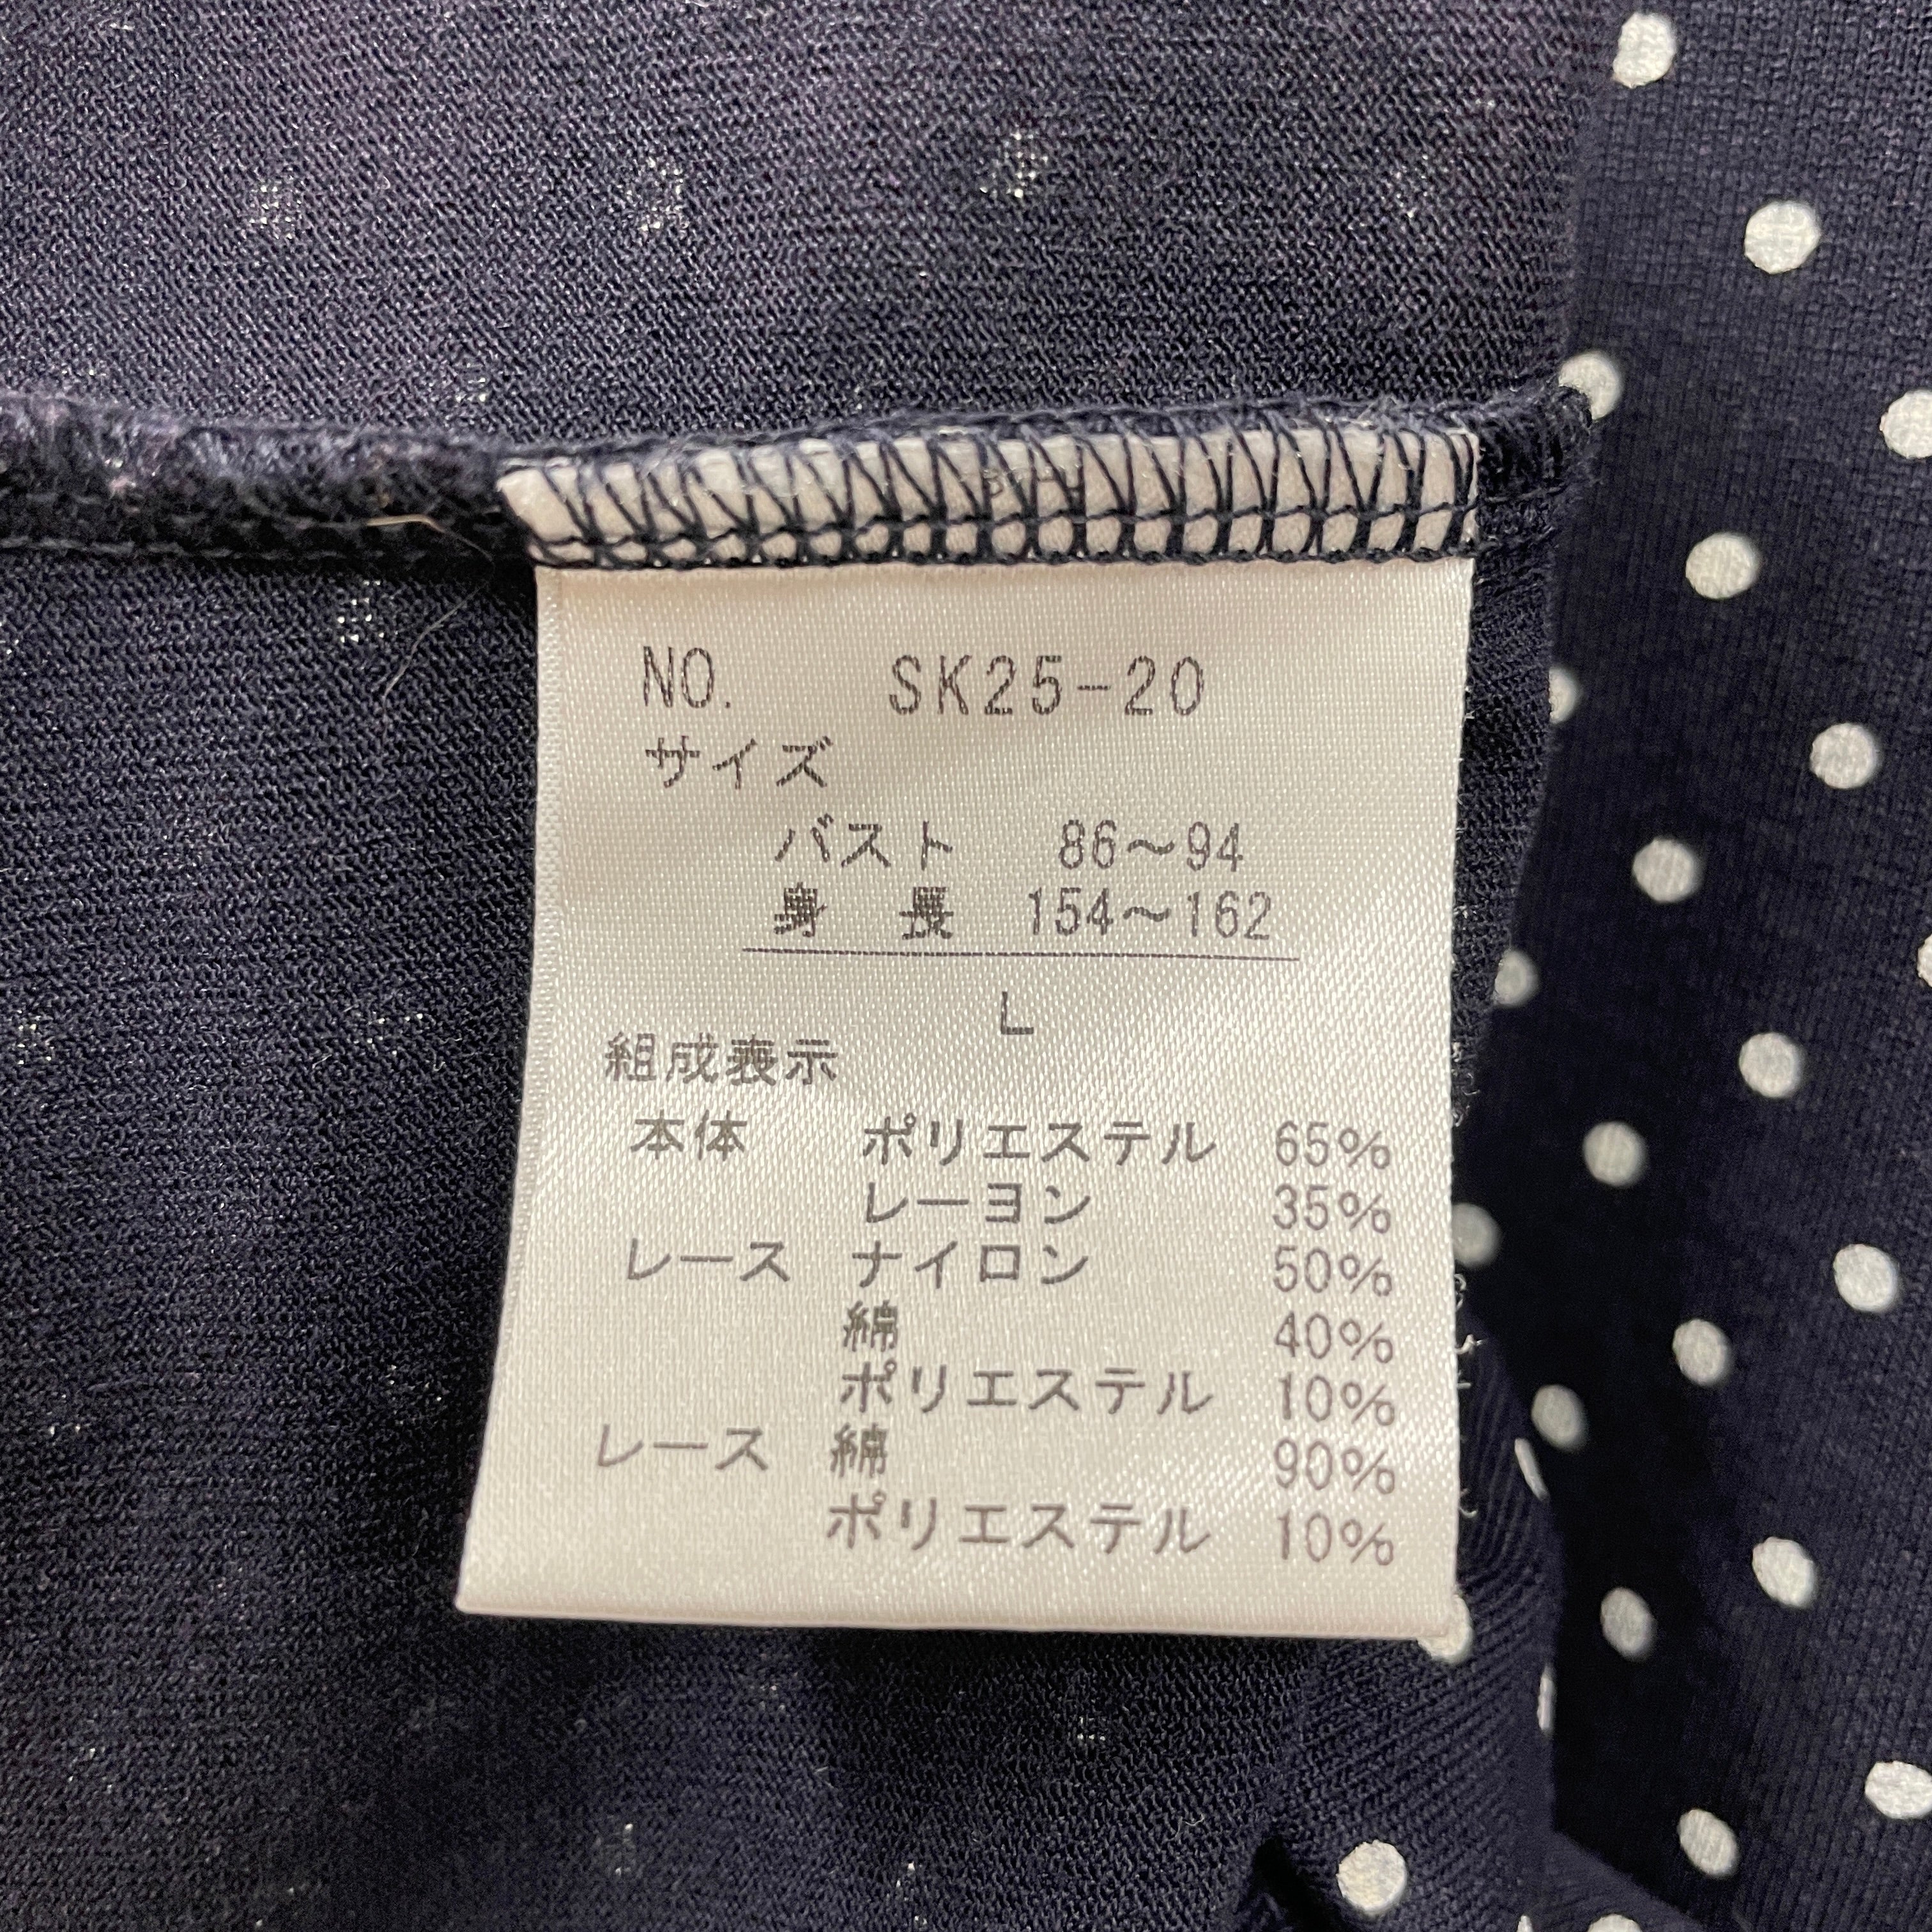 NO. SK25-20
サイズ
バスト 86～94
身長 154～162
L
組成表示
本体 ポリエステル 65%
レーヨン 35%
レース ナイロン 50%
綿 40%
ポリエステル 10%
レース 綿 90%
ポリエステル 10%